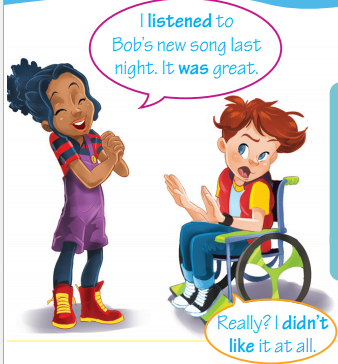 I listened to
Bob's new song last
night. It was great.
Really? I didn't
like it at all.